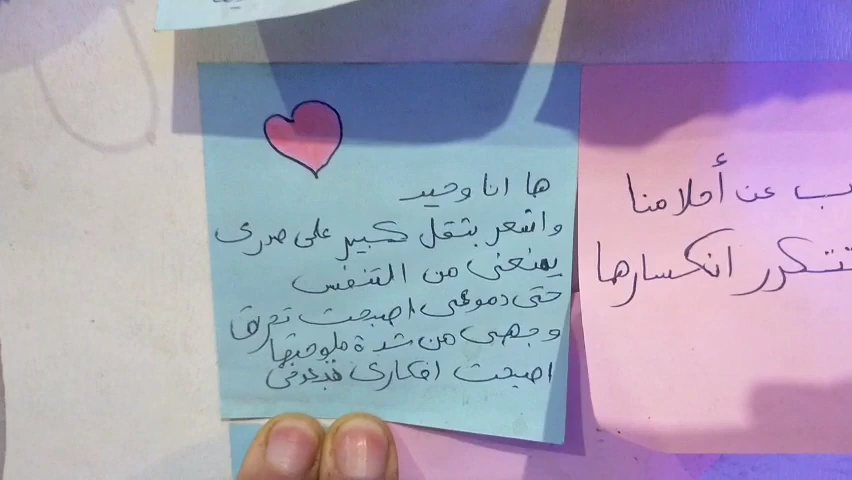 ها انا وحيد
واشعر بثقل كبير على صدري
يمنعني من التنفس
حتى دموعي اصبحت تحرق
وجهي من شدة ملوحتها
اصبحت افكاري
ب عن أحلامنا
تتكرر انكسارها